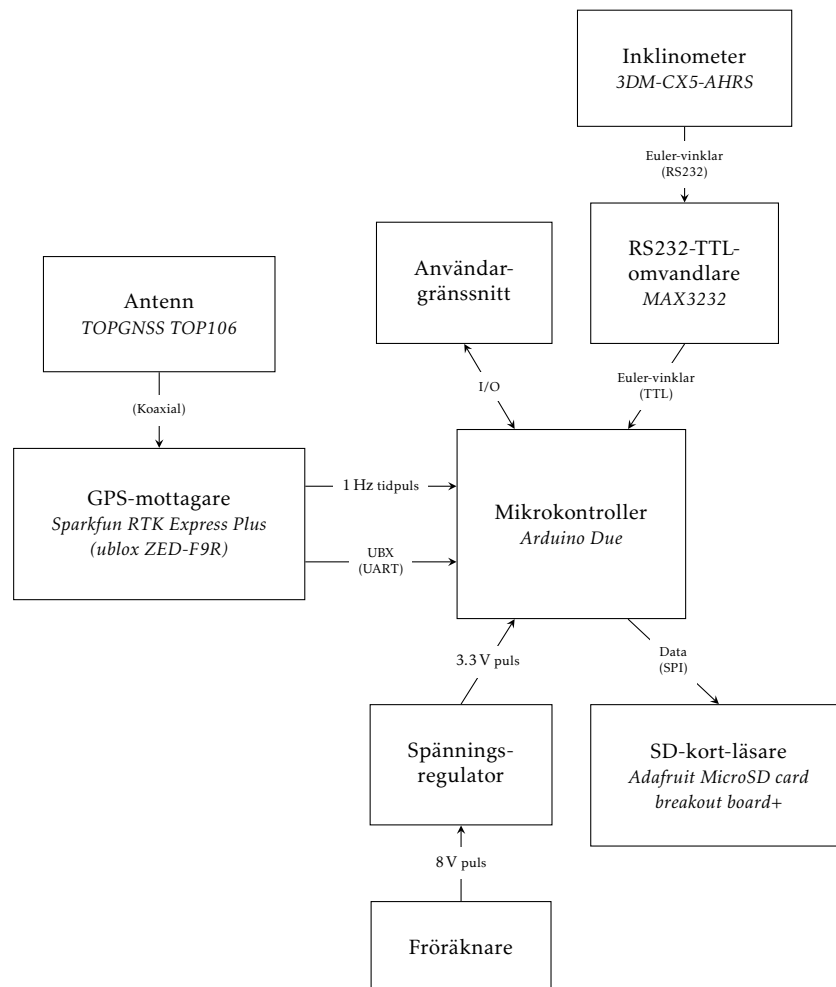 Inklinometer
3DM-CX5-AHRS
Euler-vinklar
(RS232)
RS232-TTL-
omvandlare
MAX3232
Användar-
gränssnitt
Antenn
TOPGNSS TOP106
Euler-vinklar
(TTL)
I/O
(Koaxial)
GPS-mottagare
Sparkfun RTK Express Plus
(ublox ZED-F9R)
1 Hz tidpuls
UBX
(UART)
Mikrokontroller
Arduino Due
3.3 V puls
Data
(SPI)
Spännings-
regulator
SD-kort-läsare
Adafruit MicroSD card
breakout board+
8 V puls
Fröräknare